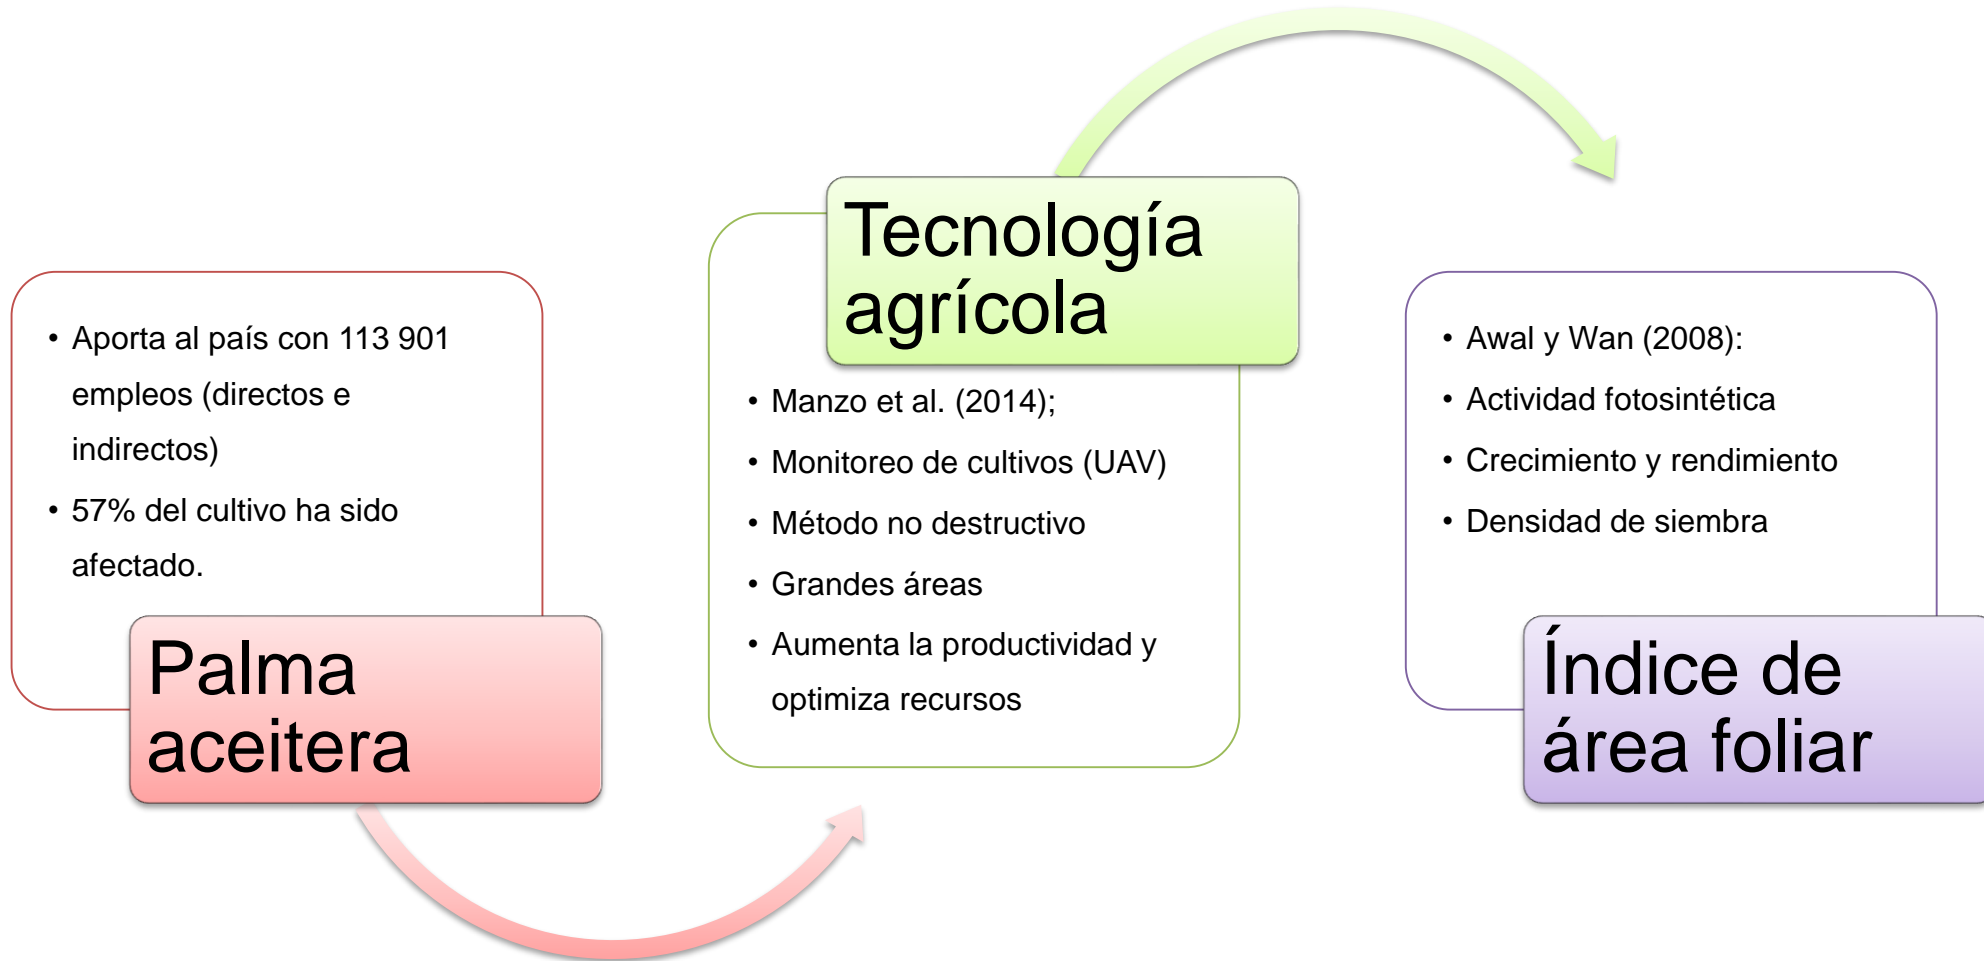 • Aporta al país con 113 901
empleos (directos e
indirectos)
• 57% del cultivo ha sido
afectado.
Palma
aceitera
Tecnología
agrícola
• Manzo et al. (2014);
• Monitoreo de cultivos (UAV)
• Método no destructivo
• Grandes áreas
• Aumenta la productividad y
optimiza recursos
• Awal y Wan (2008):
• Actividad fotosintética
• Crecimiento y rendimiento
• Densidad de siembra
Índice de
área foliar